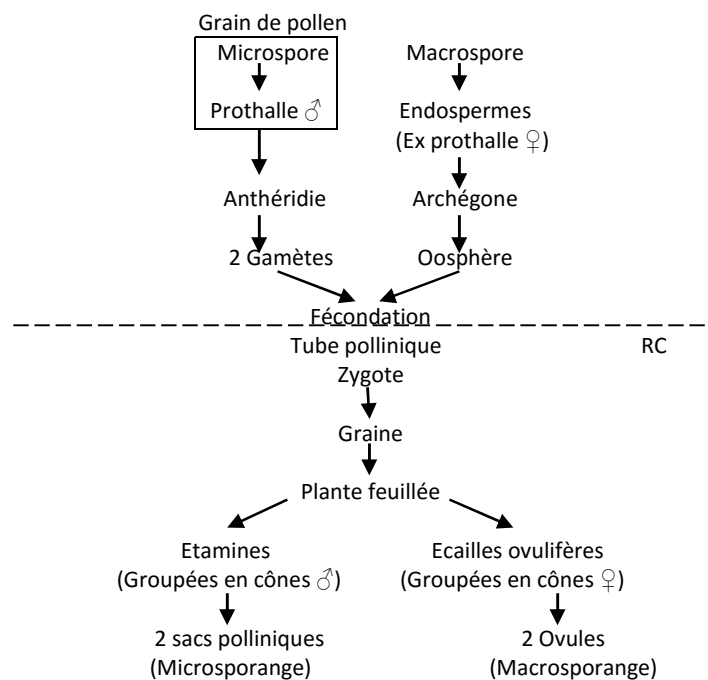 Grain de pollen
Microspore Macrospore
Prothalle ♂ Endospermes
(Ex prothalle ♀)
Anthéridie Archégone
2 Gamètes Oosphère
Fécondation
Tube pollinique RC
Zygote
Graine
Plante feuillée
Etamines Ecailles ovulifères
(Groupées en cônes ♂) (Groupées en cônes ♀)
2 sacs polliniques 2 Ovules
(Microsporange) (Macrosporange)